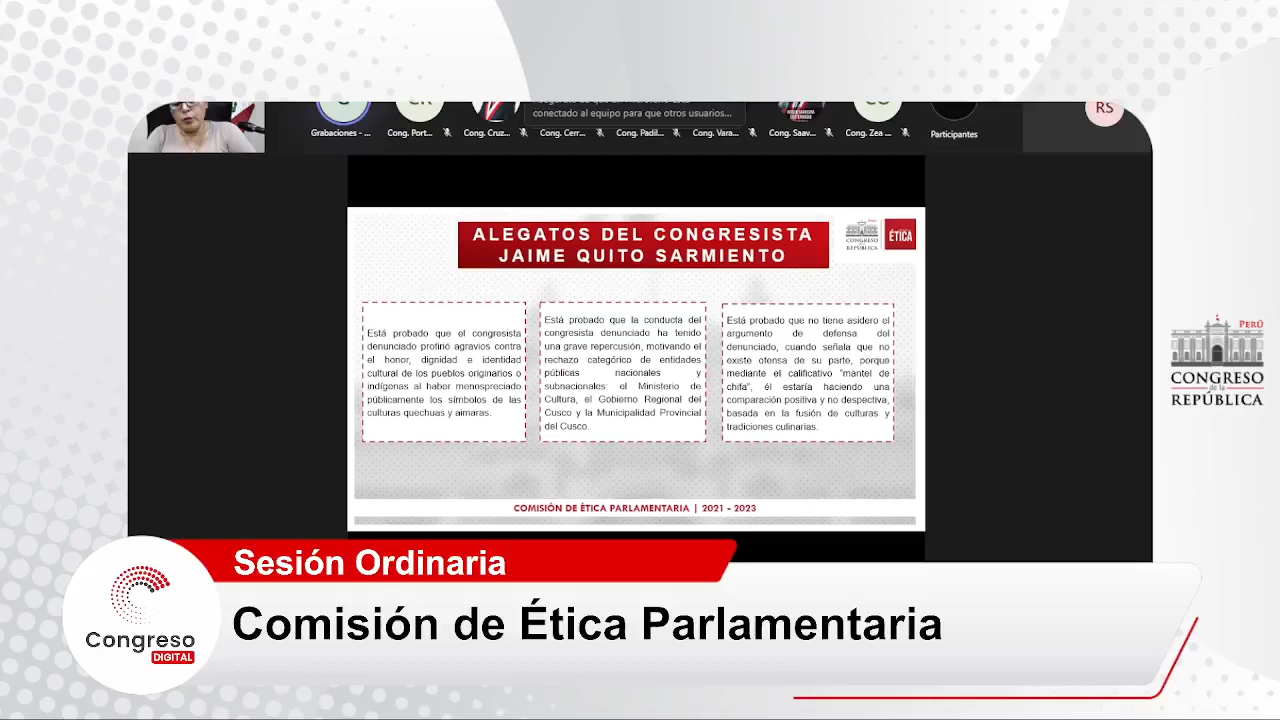 conectado al equipo para que otros usuarios...
RS
Grabaciones - ...
Cong. Port...
Cong. Cruz...
Cong. Cerr...
Cong. Padil...
Cong. Vara...
Cong. Saav...
Cong. Zea ...
Participantes
ALEGATOS DEL CONGRESISTA
JAIME QUITO SARMIENTO
PERÚ
CONGRESO
de la
REPÚBLICA
ÉTICA
Está probado que el congresista
denunciado profirió agravios contra
el honor, dignidad e identidad
cultural de los pueblos originarios o
indígenas al haber menospreciado
públicamente los símbolos de las
culturas quechuas y aimaras.
Está probado que la conducta del
congresista denunciado ha tenido
una grave repercusión, motivando el
rechazo categórico de entidades
públicas nacionales y
subnacionales: el Ministerio de
Cultura, el Gobierno Regional del
Cusco y la Municipalidad Provincial
del Cusco.
Está probado que no tiene asidero el
argumento de defensa del
denunciado, cuando señala que no
existe ofensa de su parte, porque
mediante el calificativo "mantel de
chifa", él estaría haciendo una
comparación positiva y no despectiva,
basada en la fusión de culturas y
tradiciones culinarias.
COMISIÓN DE ÉTICA PARLAMENTARIA | 2021 - 2023
PERÚ
CONGRESO
de la
REPÚBLICA
Sesión Ordinaria
Comisión de Ética Parlamentaria
Congreso
DIGITAL